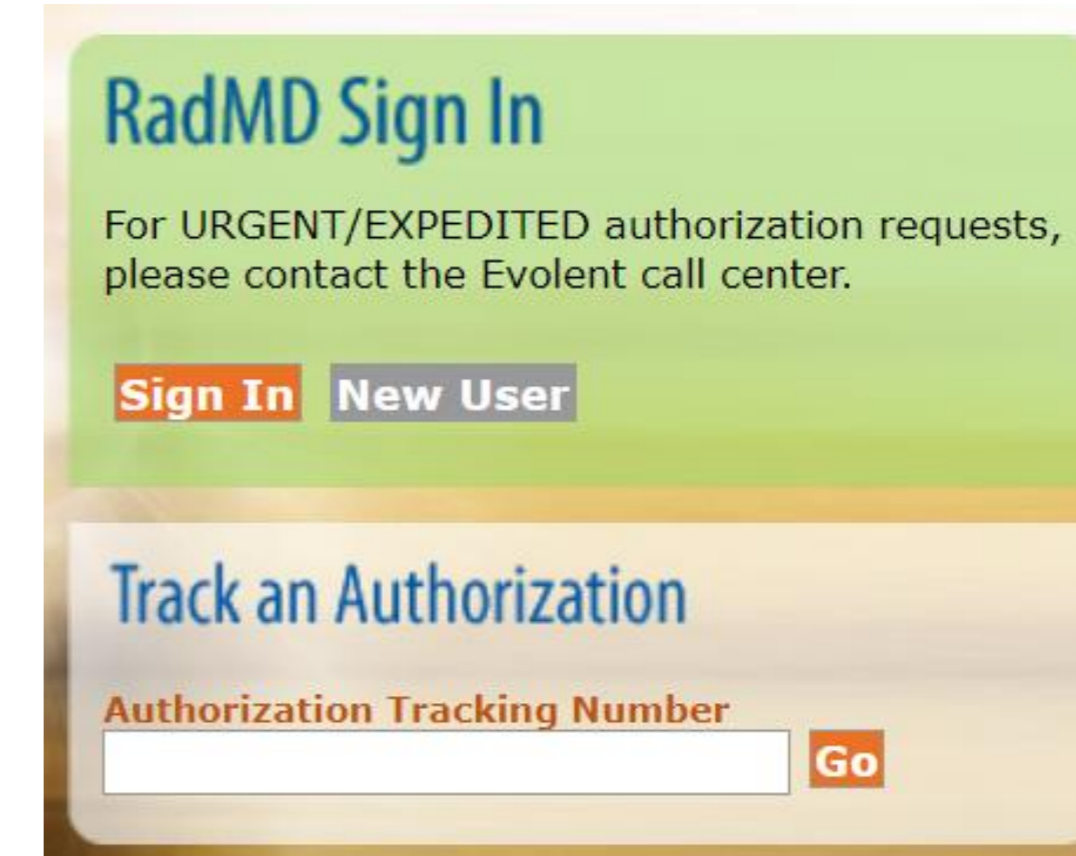 RadMD Sign In
For URGENT/EXPEDITED authorization requests,
please contact the Evolent call center.
Sign In New User
Track an Authorization
Authorization Tracking Number
Go